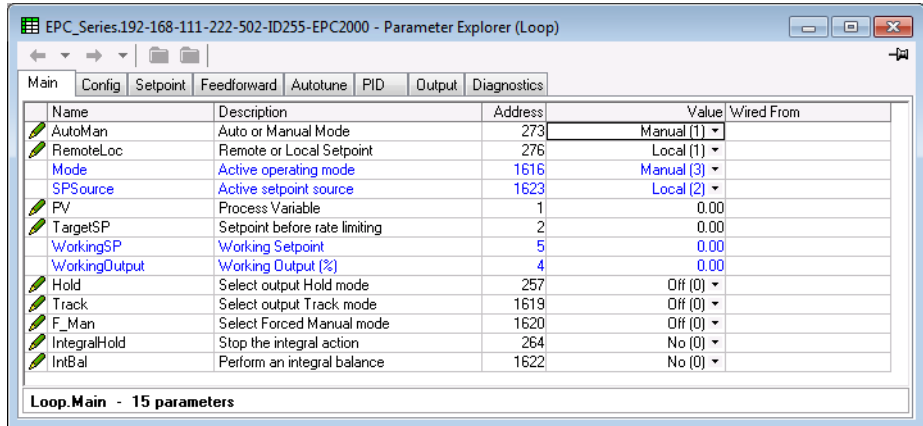 EPC_Series.192-168-111-222-502-ID255-EPC2000 - Parameter Explorer (Loop)
Main Config Setpoint Feedforward Autotune PID Output Diagnostics
Name Description Address Value Wired From
AutoMan Auto or Manual Mode 273 Manual (1)
RemoteLoc Remote or Local Setpoint 276 Local (1)
Mode Active operating mode 1616 Manual (3)
SPSource Active setpoint source 1623 Local (2)
PV Process Variable 1 0.00
TargetSP Setpoint before rate limiting 2 0.00
WorkingSP Working Setpoint 5 0.00
WorkingOutput Working Output (%) 4 0.00
Hold Select output Hold mode 257 Off (0)
Track Select output Track mode 1619 Off (0)
F_Man Select Forced Manual mode 1620 Off (0)
IntegralHold Stop the integral action 264 No (0)
IntBal Perform an integral balance 1622 No (0)
Loop.Main - 15 parameters